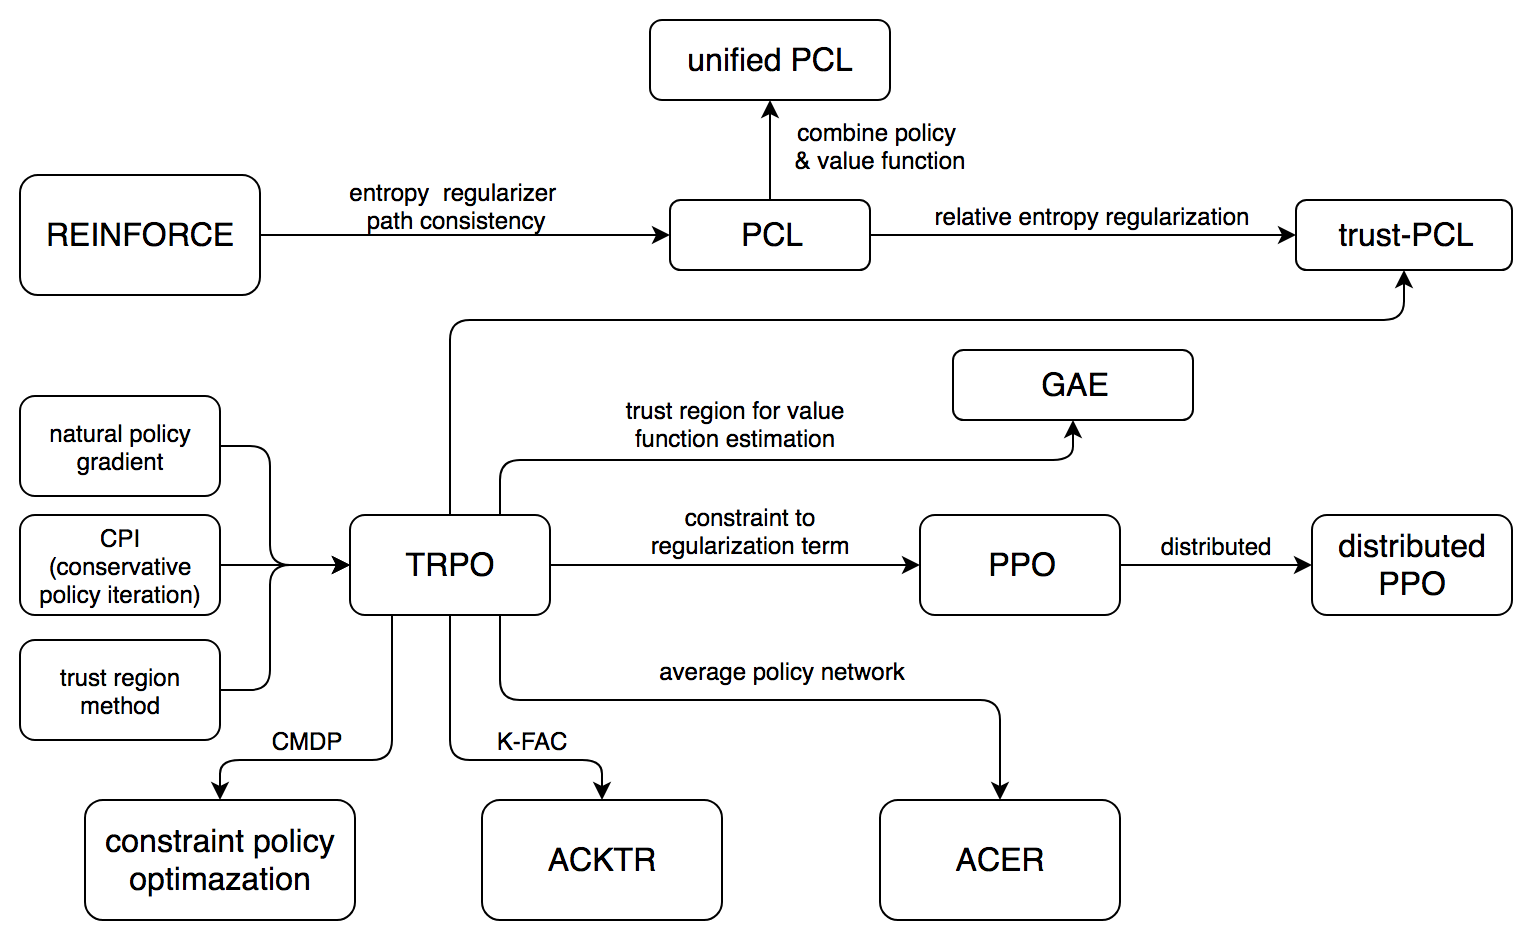 unified PCL
combine policy
& value function
REINFORCE
entropy  regularizer
path consistency
PCL
relative entropy regularization
trust-PCL
GAE
trust region for value
function estimation
natural policy
gradient
CPI
(conservative
policy iteration)
trust region
method
TRPO
constraint to
regularization term
PPO
distributed
distributed
PPO
average policy network
CMDP
K-FAC
constraint policy
optimazation
ACKTR
ACER